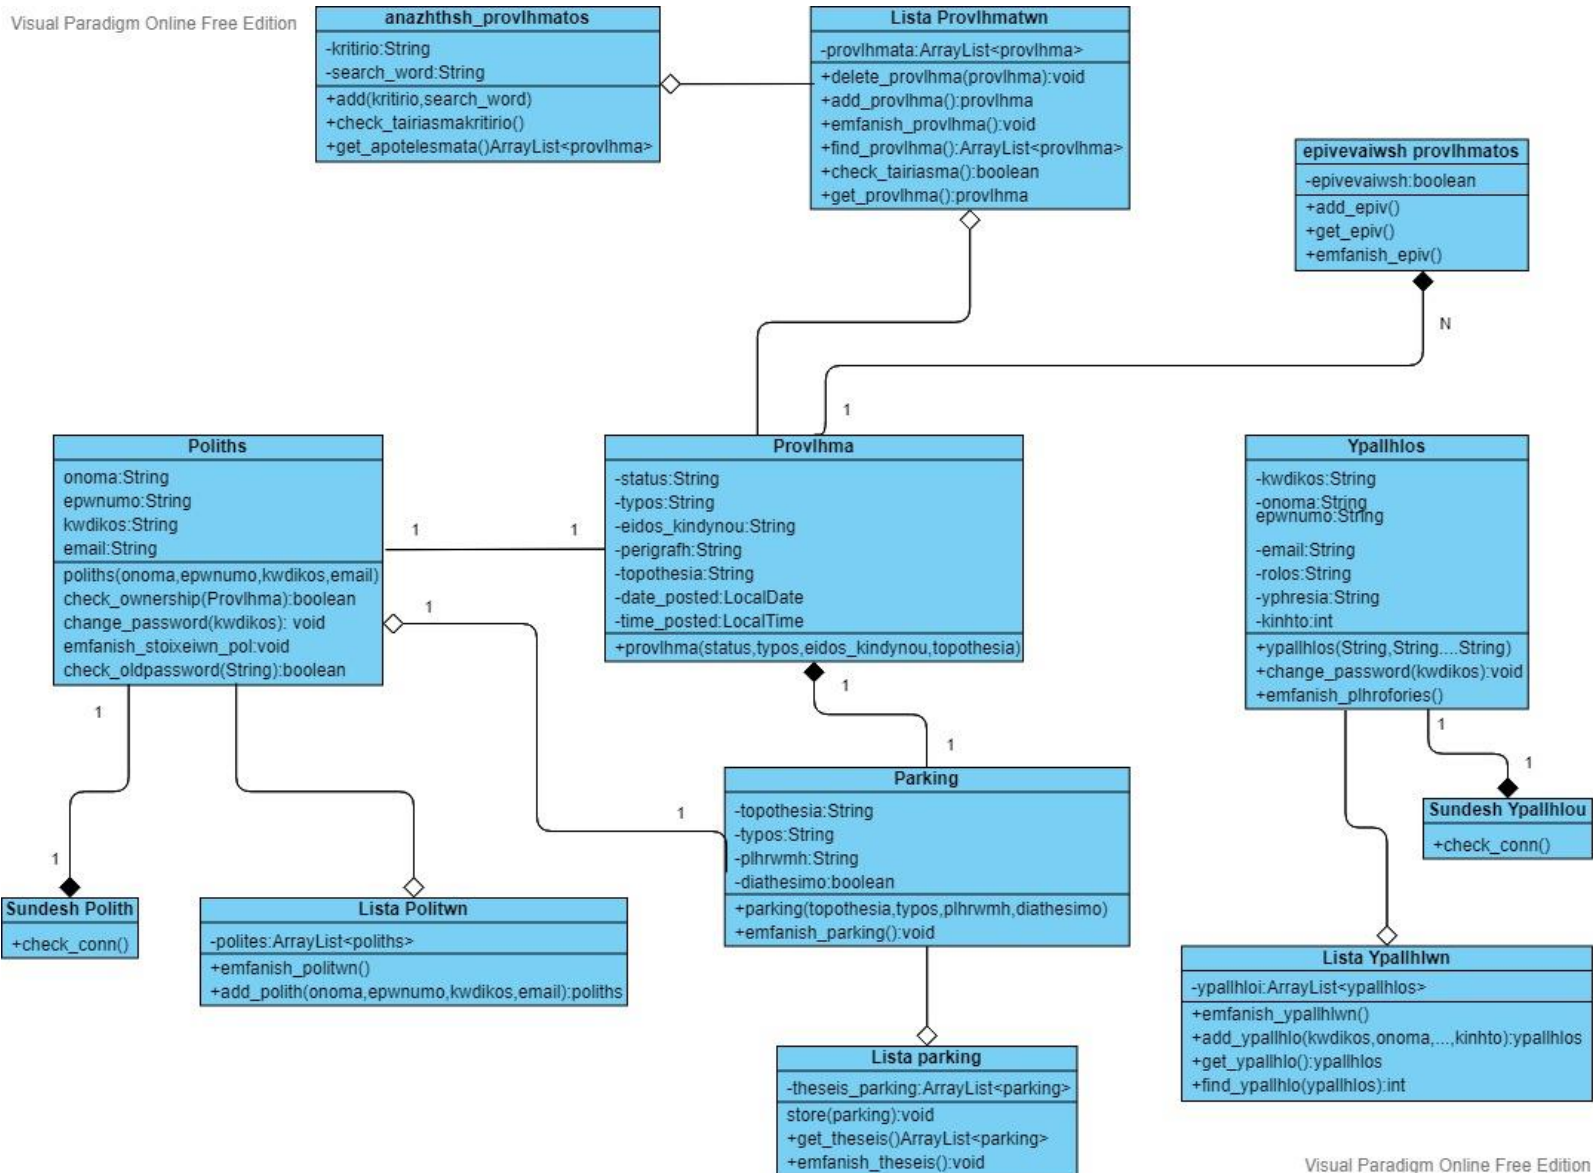 Visual Paradigm Online Free Edition
anazhthsh_provlhmatos
-kritirio:String
-search_word:String
+add(kritirio,search_word)
+check_tairiasmakritirio()
+get_apotelesmata()ArrayList<provlhma>
Lista Provlhmatwn
-provlhmata:ArrayList<provlhma>
+delete_provlhma(provlhma):void
+add_provlhma():provlhma
+emfanish_provlhma():void
+find_provlhma():ArrayList<provlhma>
+check_tairiasma():boolean
+get_provlhma():provlhma
epivevaiwsh provlhmatos
-epivevaiwsh:boolean
+add_epiv()
+get_epiv()
+emfanish_epiv()
N
1
Poliths
onoma:String
epwnumo:String
kwdikos:String
email:String
poliths(onoma,epwnumo,kwdikos,email)
check_ownership(Provlhma):boolean
change_password(kwdikos): void
emfanish_stoixeiwn_pol:void
check_oldpassword(String):boolean
1
1
1
Provlhma
-status:String
-typos:String
-eidos_kindynou:String
-perigrafh:String
-topothesia:String
-date_posted:LocalDate
-time_posted:LocalTime
+provlhma(status,typos,eidos_kindynou,topothesia)
Ypallhlos
-kwdikos:String
-onoma:String
epwnumo:String
-email:String
-rolos:String
-yphresia:String
-kinhto:int
+ypallhlos(String,String....String)
+change_password(kwdikos):void
+emfanish_plhrofories()
1
1
1
1
1
1
1
1
Parking
-topothesia:String
-typos:String
-plhrwmh:String
-diathesimo:boolean
+parking(topothesia,typos,plhrwmh,diathesimo)
+emfanish_parking():void
Sundesh Ypallhlou
+check_conn()
Sundesh Polith
+check_conn()
Lista Politwn
-polites:ArrayList<poliths>
+emfanish_politwn()
+add_polith(onoma,epwnumo,kwdikos,email):poliths
Lista Ypallhlwn
-ypallhloi:ArrayList<ypallhlos>
+emfanish_ypallhlwn()
+add_ypallhlo(kwdikos,onoma,...,kinhto):ypallhlos
+get_ypallhlo():ypallhlos
+find_ypallhlo(ypallhlos):int
Lista parking
-theseis_parking:ArrayList<parking>
store(parking):void
+get_theseis()ArrayList<parking>
+emfanish_theseis():void
Visual Paradigm Online Free Edition